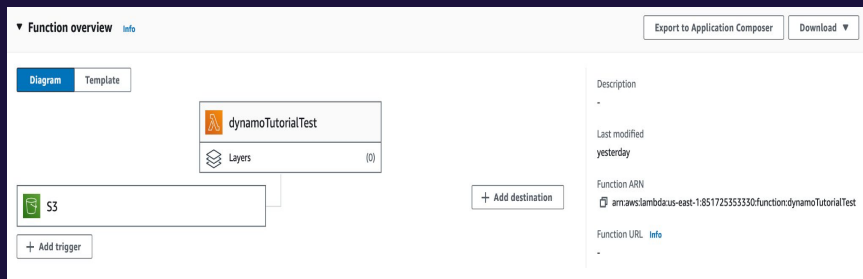 Function overview Info
Export to Application Composer
Download
Diagram Template
dynamoTutorialTest
Layers (0)
S3
+ Add trigger
+ Add destination
Description
-
Last modified
yesterday
Function ARN
arn:aws:lambda:us-east-1:851725353330:function:dynamoTutorialTest
Function URL Info
-